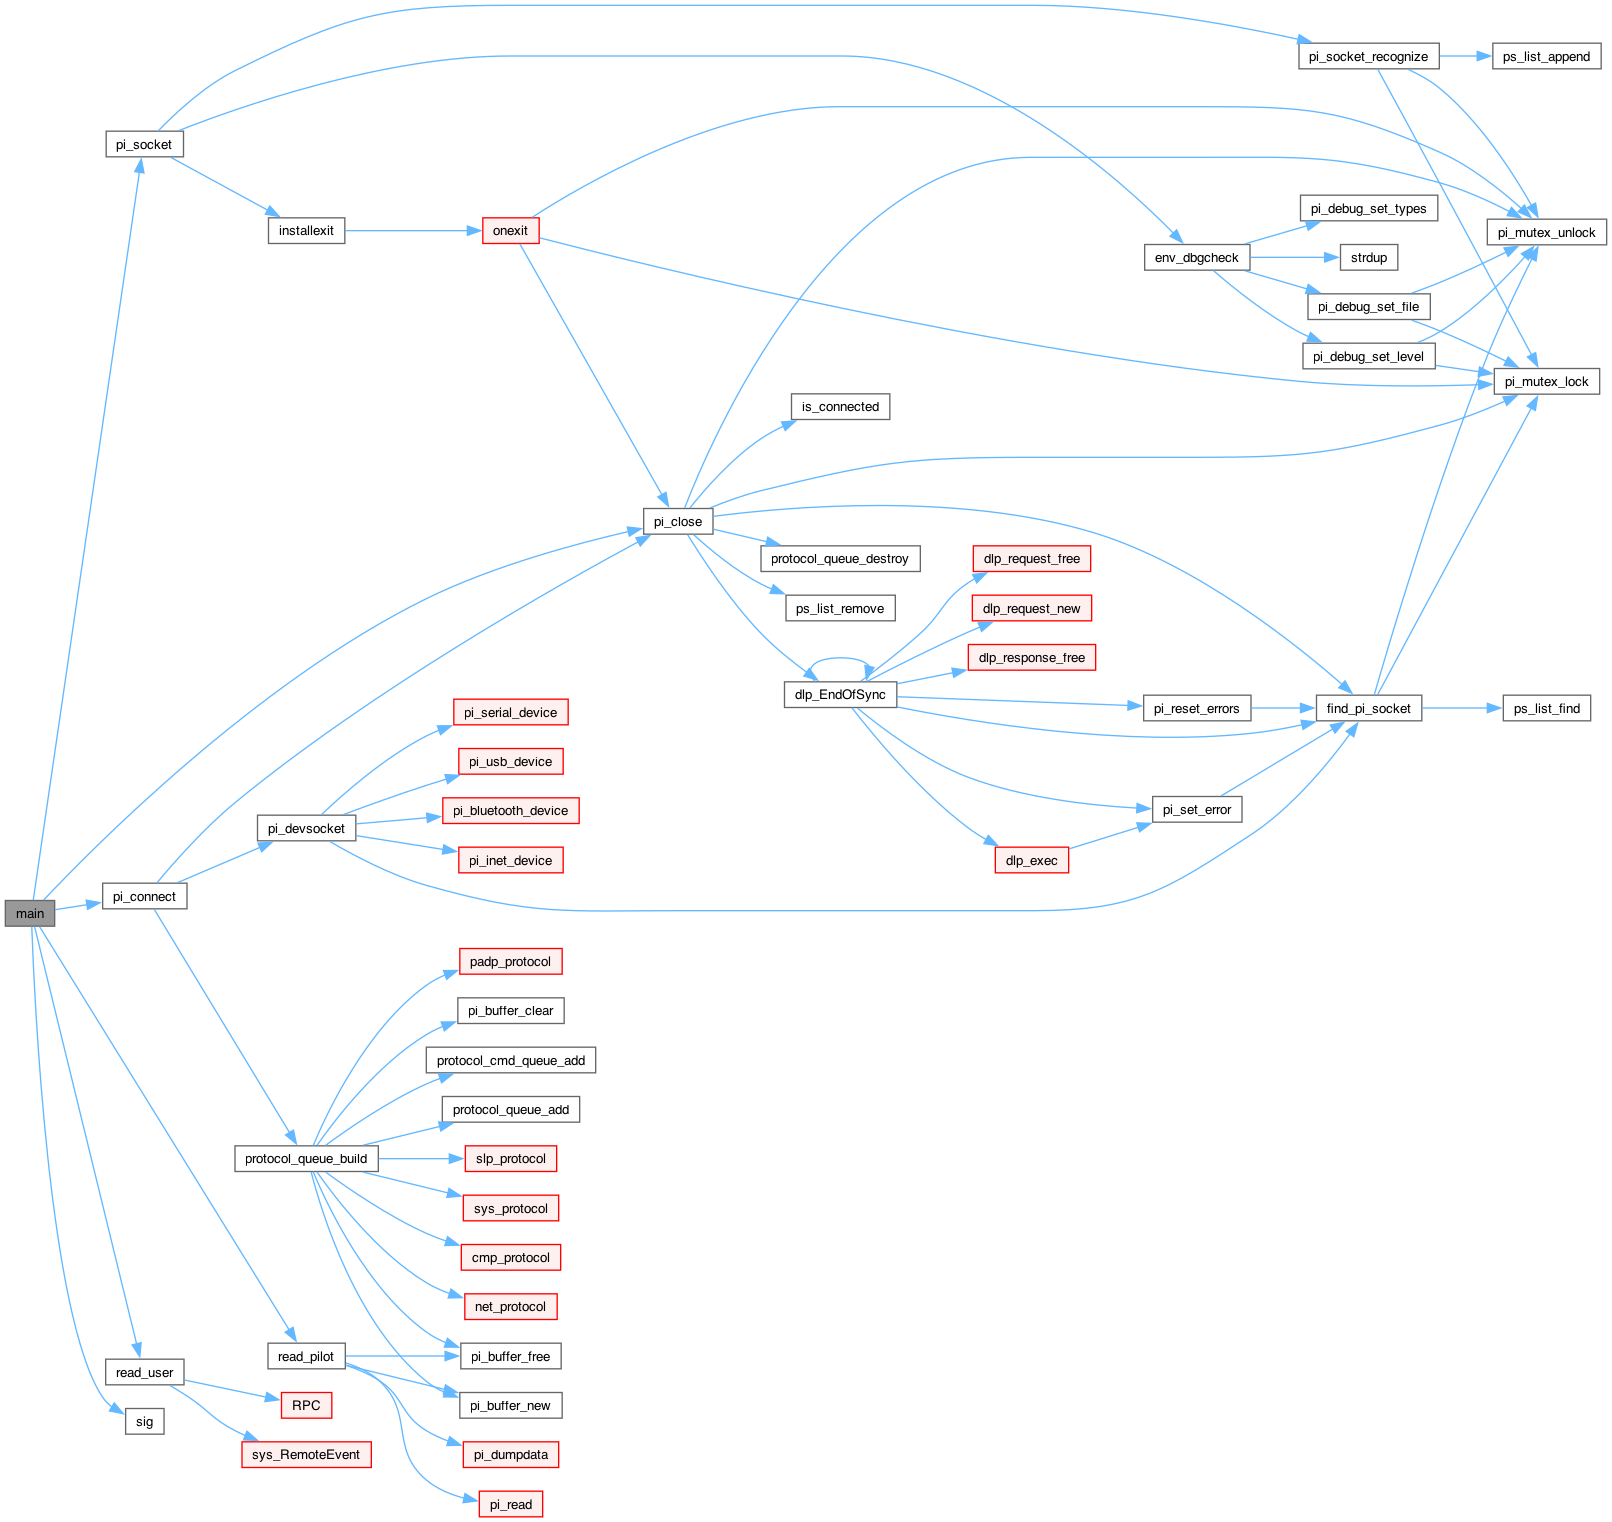 pi_socket_recognize
ps_list_append
pi_socket
pi_debug_set_types
installexit
onexit
pi_mutex_unlock
env_dbgcheck
strdup
pi_debug_set_file
pi_debug_set_level
pi_mutex_lock
is_connected
pi_close
protocol_queue_destroy
dlp_request_free
ps_list_remove
dlp_request_new
dlp_response_free
dlp_EndOfSync
pi_serial_device
pi_reset_errors
find_pi_socket
ps_list_find
pi_usb_device
pi_bluetooth_device
pi_set_error
pi_devsocket
pi_inet_device
dlp_exec
pi_connect
main
padp_protocol
pi_buffer_clear
protocol_cmd_queue_add
protocol_queue_add
protocol_queue_build
slp_protocol
sys_protocol
cmp_protocol
net_protocol
read_pilot
pi_buffer_free
read_user
RPC
pi_buffer_new
sig
sys_RemoteEvent
pi_dumpdata
pi_read